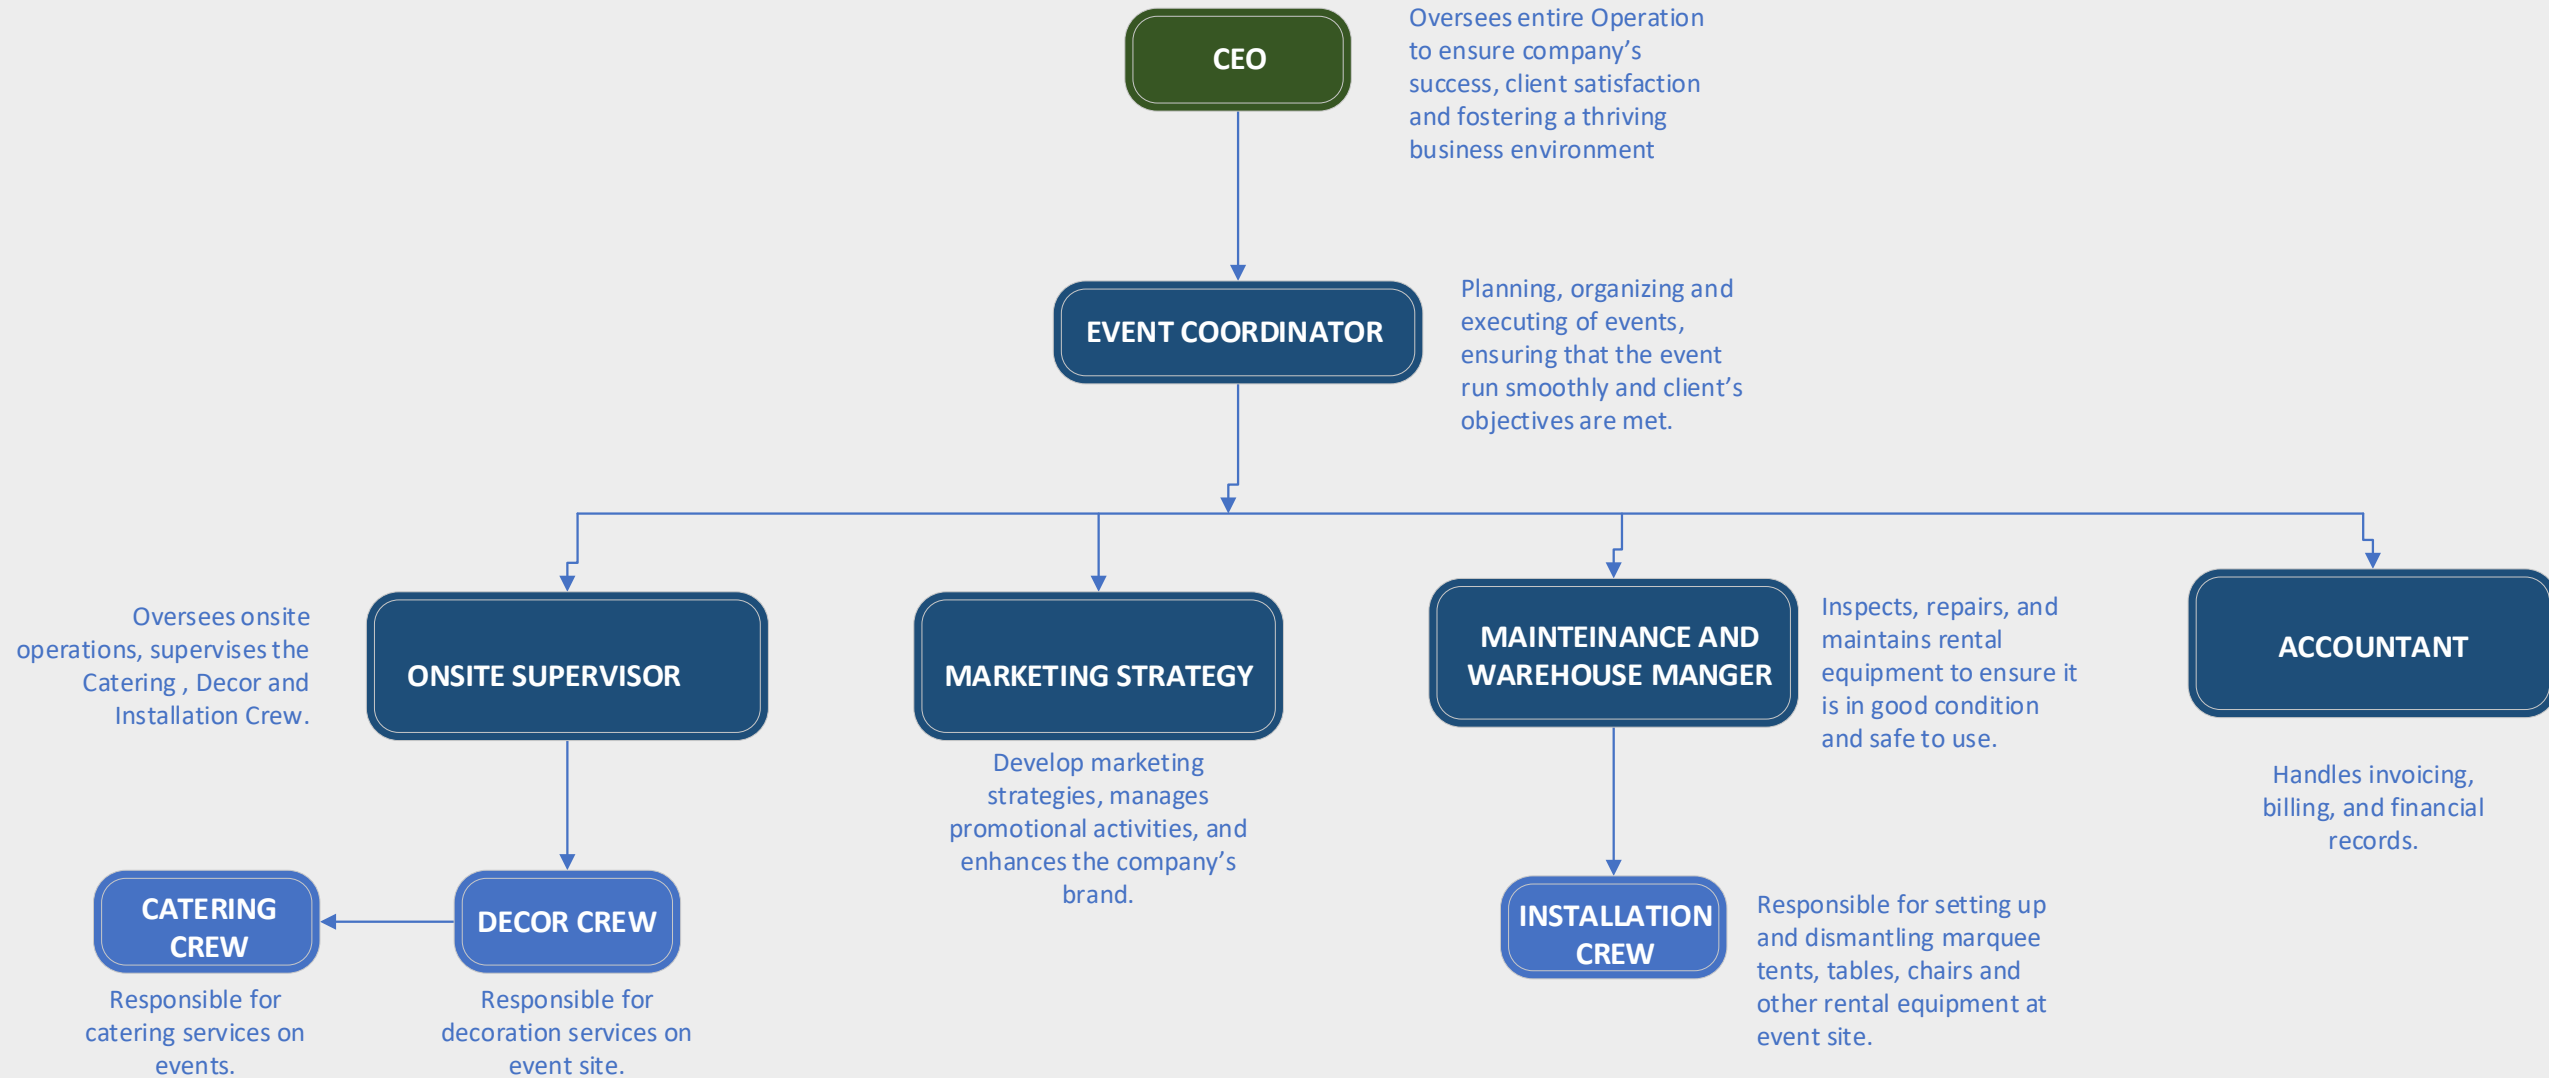 CEO
Oversees entire Operation
to ensure company’s
success, client satisfaction
and fostering a thriving
business environment
EVENT COORDINATOR
Planning, organizing and
executing of events,
ensuring that the event
run smoothly and client’s
objectives are met.
Oversees onsite
operations, supervises the
Catering , Decor and
Installation Crew.
ONSITE SUPERVISOR
MARKETING STRATEGY
Develop marketing
strategies, manages
promotional activities, and
enhances the company’s
brand.
MAINTEINANCE AND
WAREHOUSE MANGER
Inspects, repairs, and
maintains rental
equipment to ensure it
is in good condition
and safe to use.
ACCOUNTANT
Handles invoicing,
billing, and financial
records.
CATERING
CREW
Responsible for
catering services on
events.
DECOR CREW
Responsible for
decoration services on
event site.
INSTALLATION
CREW
Responsible for setting up
and dismantling marquee
tents, tables, chairs and
other rental equipment at
event site.